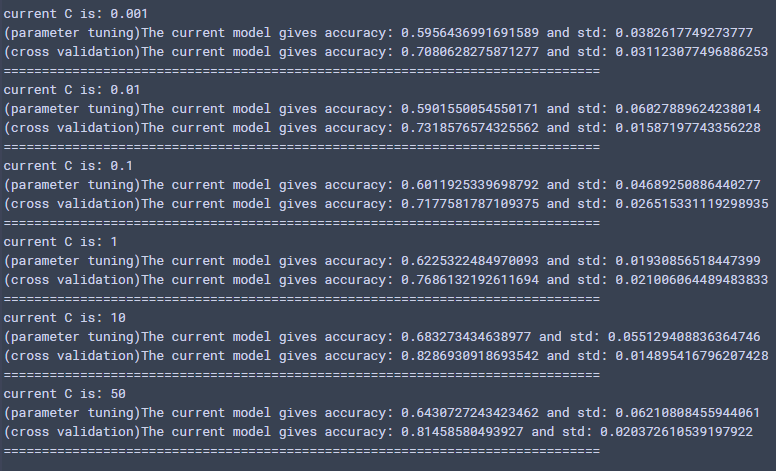 current C is: 0.001
(parameter tuning)The current model gives accuracy: 0.5956436991691589 and std: 0.0382617749273777
(cross validation)The current model gives accuracy: 0.7080628275871277 and std: 0.031123077496886253
===============================================================================
current C is: 0.01
(parameter tuning)The current model gives accuracy: 0.5901550054550171 and std: 0.06027889624238014
(cross validation)The current model gives accuracy: 0.7318576574325562 and std: 0.01587197743356228
===============================================================================
current C is: 0.1
(parameter tuning)The current model gives accuracy: 0.6011925339698792 and std: 0.04689250886440277
(cross validation)The current model gives accuracy: 0.7177581787109375 and std: 0.026515331119298935
===============================================================================
current C is: 1
(parameter tuning)The current model gives accuracy: 0.6225322484970093 and std: 0.01930856518447399
(cross validation)The current model gives accuracy: 0.7686132192611694 and std: 0.021006064489483833
===============================================================================
current C is: 10
(parameter tuning)The current model gives accuracy: 0.683273434638977 and std: 0.055129408836364746
(cross validation)The current model gives accuracy: 0.8286930918693542 and std: 0.014895416796207428
===============================================================================
current C is: 50
(parameter tuning)The current model gives accuracy: 0.6430727243423462 and std: 0.06210808455944061
(cross validation)The current model gives accuracy: 0.81458580493927 and std: 0.020372610539197922
===============================================================================